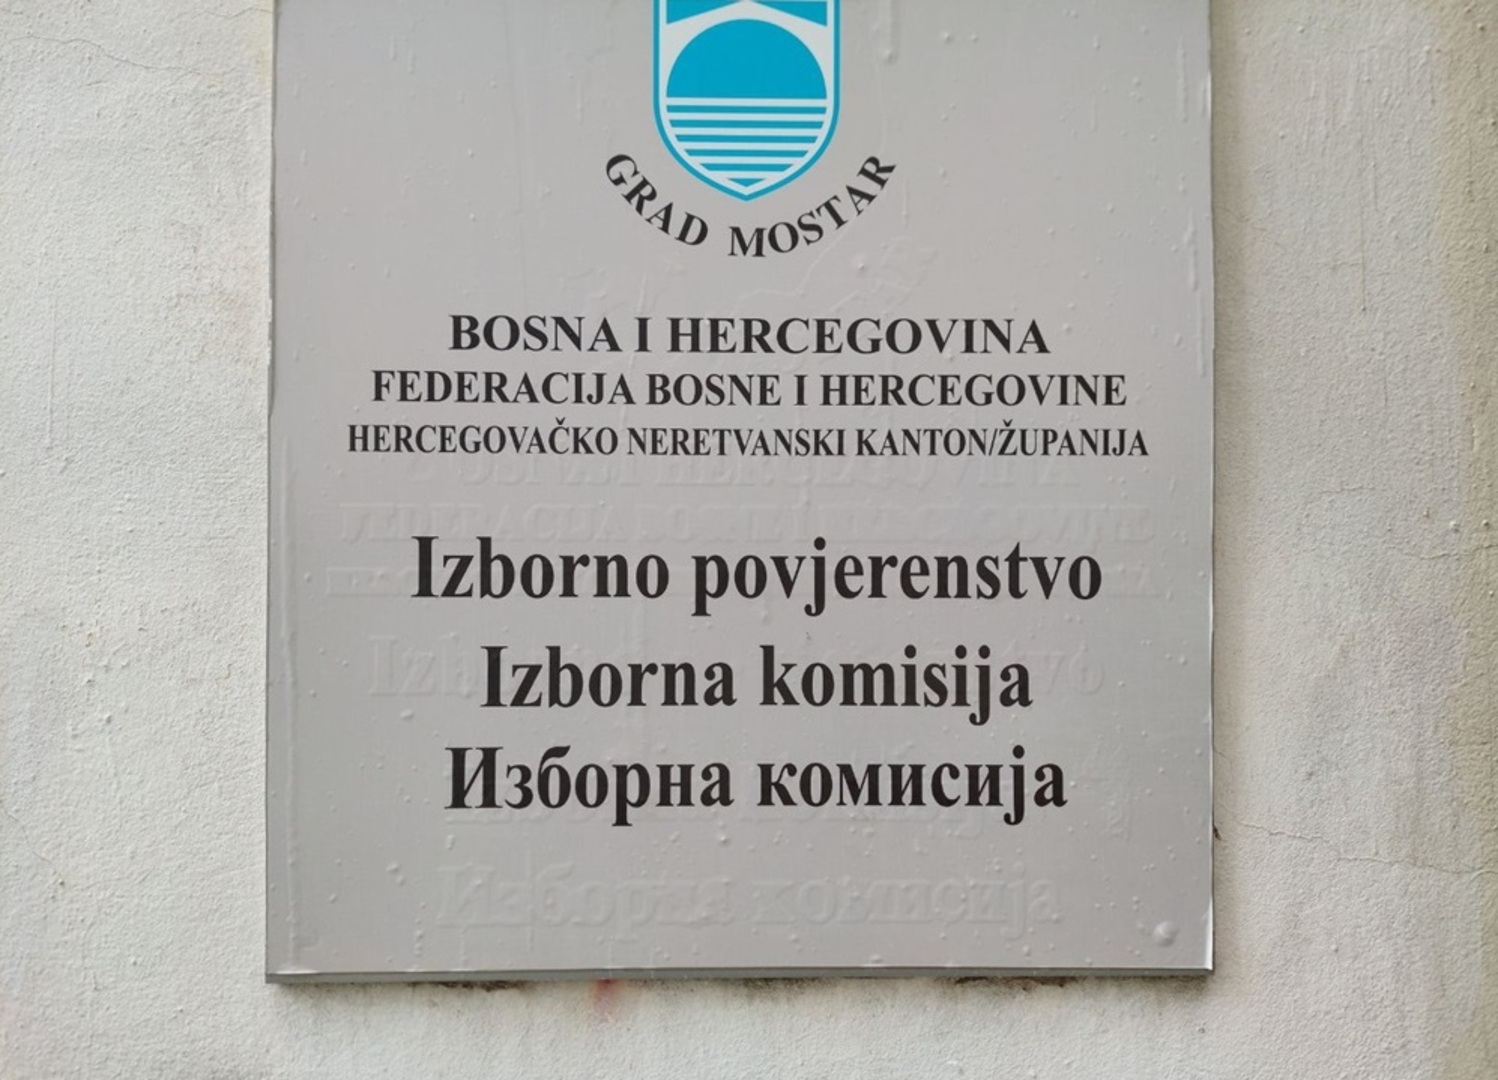 GRAD MOSTAR
BOSNA I HERCEGOVINA
FEDERACIJA BOSNE I HERCEGOVINE
HERCEGOVAČKO NERETVANSKI KANTON/ŽUPANIJA
Izborno povjerenstvo
Izborna komisija
Изборна комисија